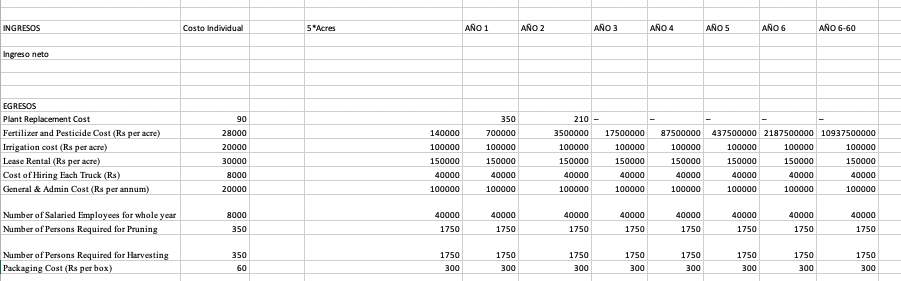 INGRESOS Costo Individual 5*Acres AÑO 1 AÑO 2 AÑO 3 AÑO 4 AÑO 5 AÑO 6 AÑO 6-60
Ingreso neto
EGRESOS
Plant Replacement Cost 90 350 210 – – – – –
Fertilizer and Pesticide Cost (Rs per acre) 28000 140000 700000 3500000 17500000 87500000 437500000 2187500000 10937500000
Irrigation cost (Rs per acre) 20000 100000 100000 100000 100000 100000 100000 100000 100000
Lease Rental (Rs per acre) 30000 150000 150000 150000 150000 150000 150000 150000 150000
Cost of Hiring Each Truck (Rs) 8000 40000 40000 40000 40000 40000 40000 40000 40000
General & Admin Cost (Rs per annum) 20000 100000 100000 100000 100000 100000 100000 100000 100000
Number of Salaried Employees for whole year 8000 40000 40000 40000 40000 40000 40000 40000 40000
Number of Persons Required for Pruning 350 1750 1750 1750 1750 1750 1750 1750 1750
Number of Persons Required for Harvesting 350 1750 1750 1750 1750 1750 1750 1750 1750
Packaging Cost (Rs per box) 60 300 300 300 300 300 300 300 300